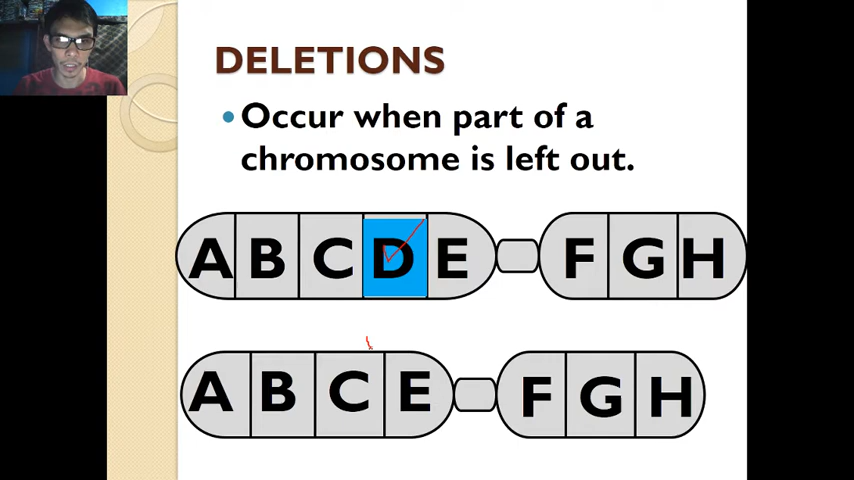 DELETIONS
• Occur when part of a
chromosome is left out.
A B C D E F G H
A B C E F G H